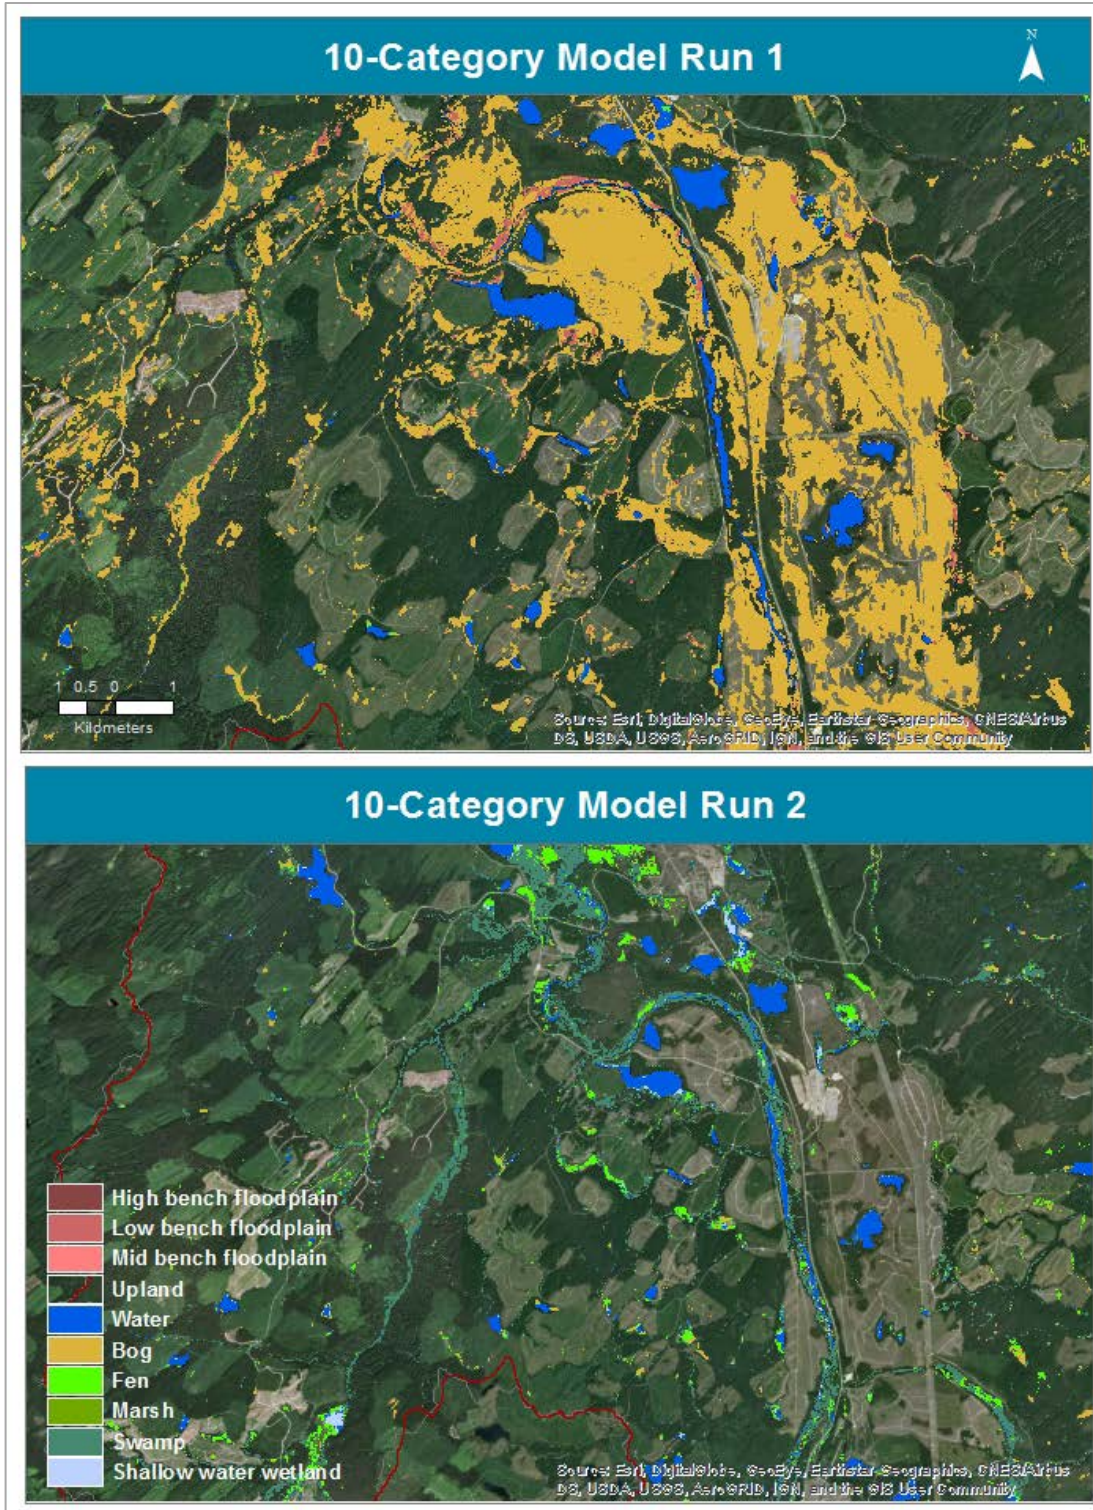 10-Category Model Run 1
N
1 0.5 0 1
Kilometers
Source: Esri, DigitalGlobe, GeoEye, Earthstar Geographics, CNES/Airbus
DS, USDA, USGS, AeroGRID, IGN, and the GIS User Community
10-Category Model Run 2
High bench floodplain
Low bench floodplain
Mid bench floodplain
Upland
Water
Bog
Fen
Marsh
Swamp
Shallow water wetland
Source: Esri, DigitalGlobe, GeoEye, Earthstar Geographics, CNES/Airbus
DS, USDA, USGS, AeroGRID, IGN, and the GIS User Community